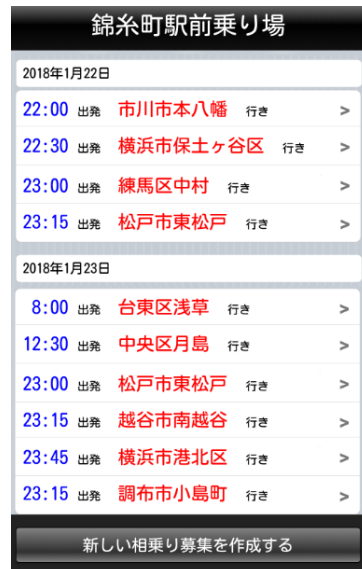 錦糸町駅前乗り場
2018年1月22日
22:00 出発 市川市本八幡 行き >
22:30 出発 横浜市保土ヶ谷区 行き >
23:00 出発 練馬区中村 行き >
23:15 出発 松戸市東松戸 行き >
2018年1月23日
8:00 出発 台東区浅草 行き >
12:30 出発 中央区月島 行き >
23:00 出発 松戸市東松戸 行き >
23:15 出発 越谷市南越谷 行き >
23:45 出発 横浜市港北区 行き >
23:15 出発 調布市小島町 行き >
新しい相乗り募集を作成する